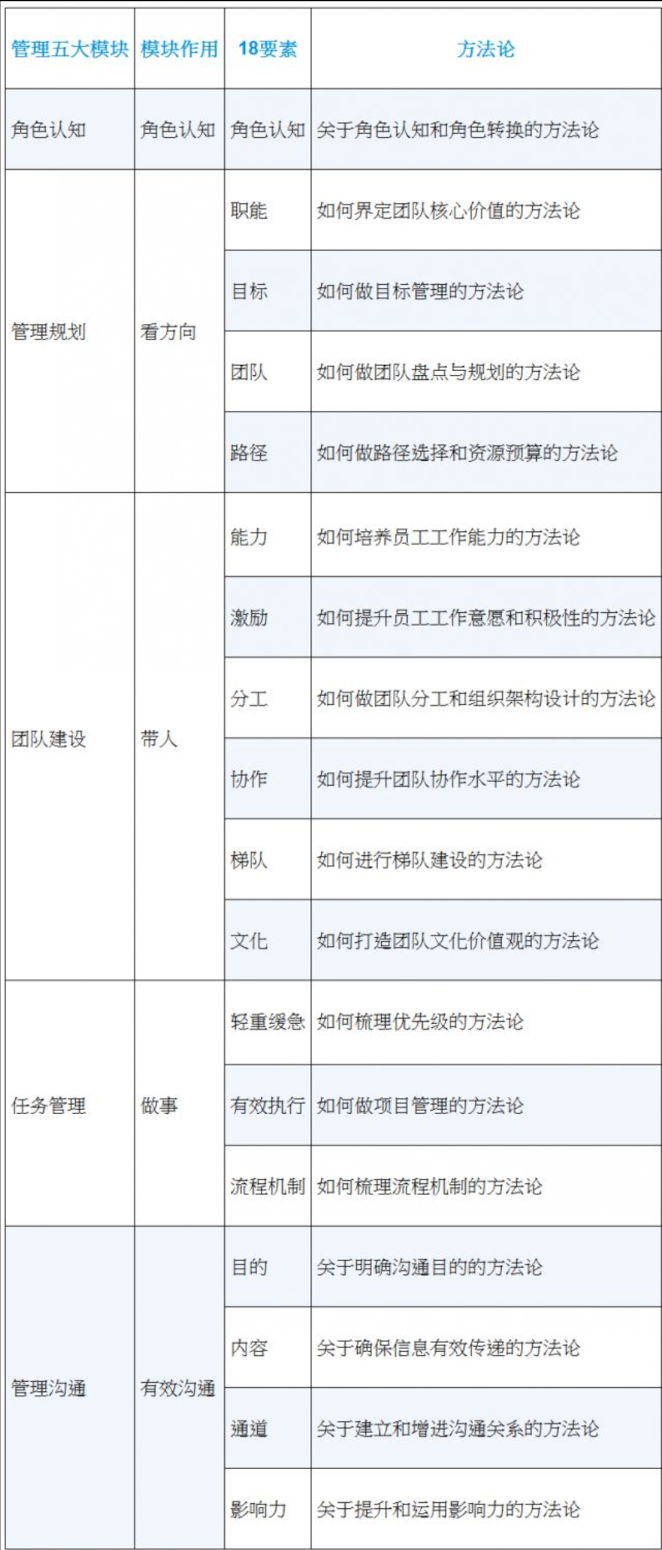 管理五大模块 模块作用 18要素 方法论
角色认知 角色认知 角色认知 关于角色认知和角色转换的方法论
职能 如何界定团队核心价值的方法论
目标 如何做目标管理的方法论
管理规划 看方向
团队 如何做团队盘点与规划的方法论
路径 如何做路径选择和资源预算的方法论
能力 如何培养员工工作能力的方法论
激励 如何提升员工工作意愿和积极性的方法论
分工 如何做团队分工和组织架构设计的方法论
团队建设 带人
协作 如何提升团队协作水平的方法论
梯队 如何进行梯队建设的方法论
文化 如何打造团队文化价值观的方法论
轻重缓急 如何梳理优先级的方法论
任务管理 做事 有效执行 如何做项目管理的方法论
流程机制 如何梳理流程机制的方法论
目的 关于明确沟通目的的方法论
内容 关于确保信息有效传递的方法论
管理沟通 有效沟通
通道 关于建立和增进沟通关系的方法论
影响力 关于提升和运用影响力的方法论